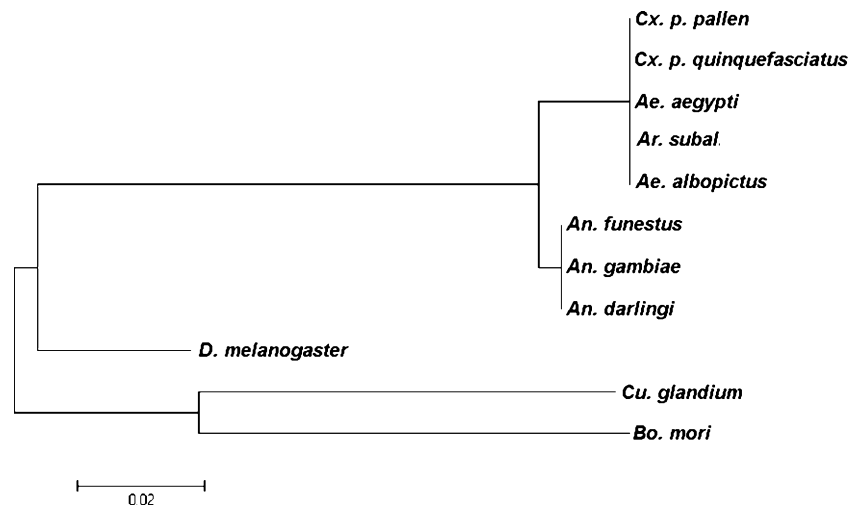 Cx. p. pallen
Cx. p. quinquefasciatus
Ae. aegypti
Ar. subal.
Ae. albopictus
An. funestus
An. gambiae
An. darlingi
D. melanogaster
Cu. glandium
Bo. mori
0.02